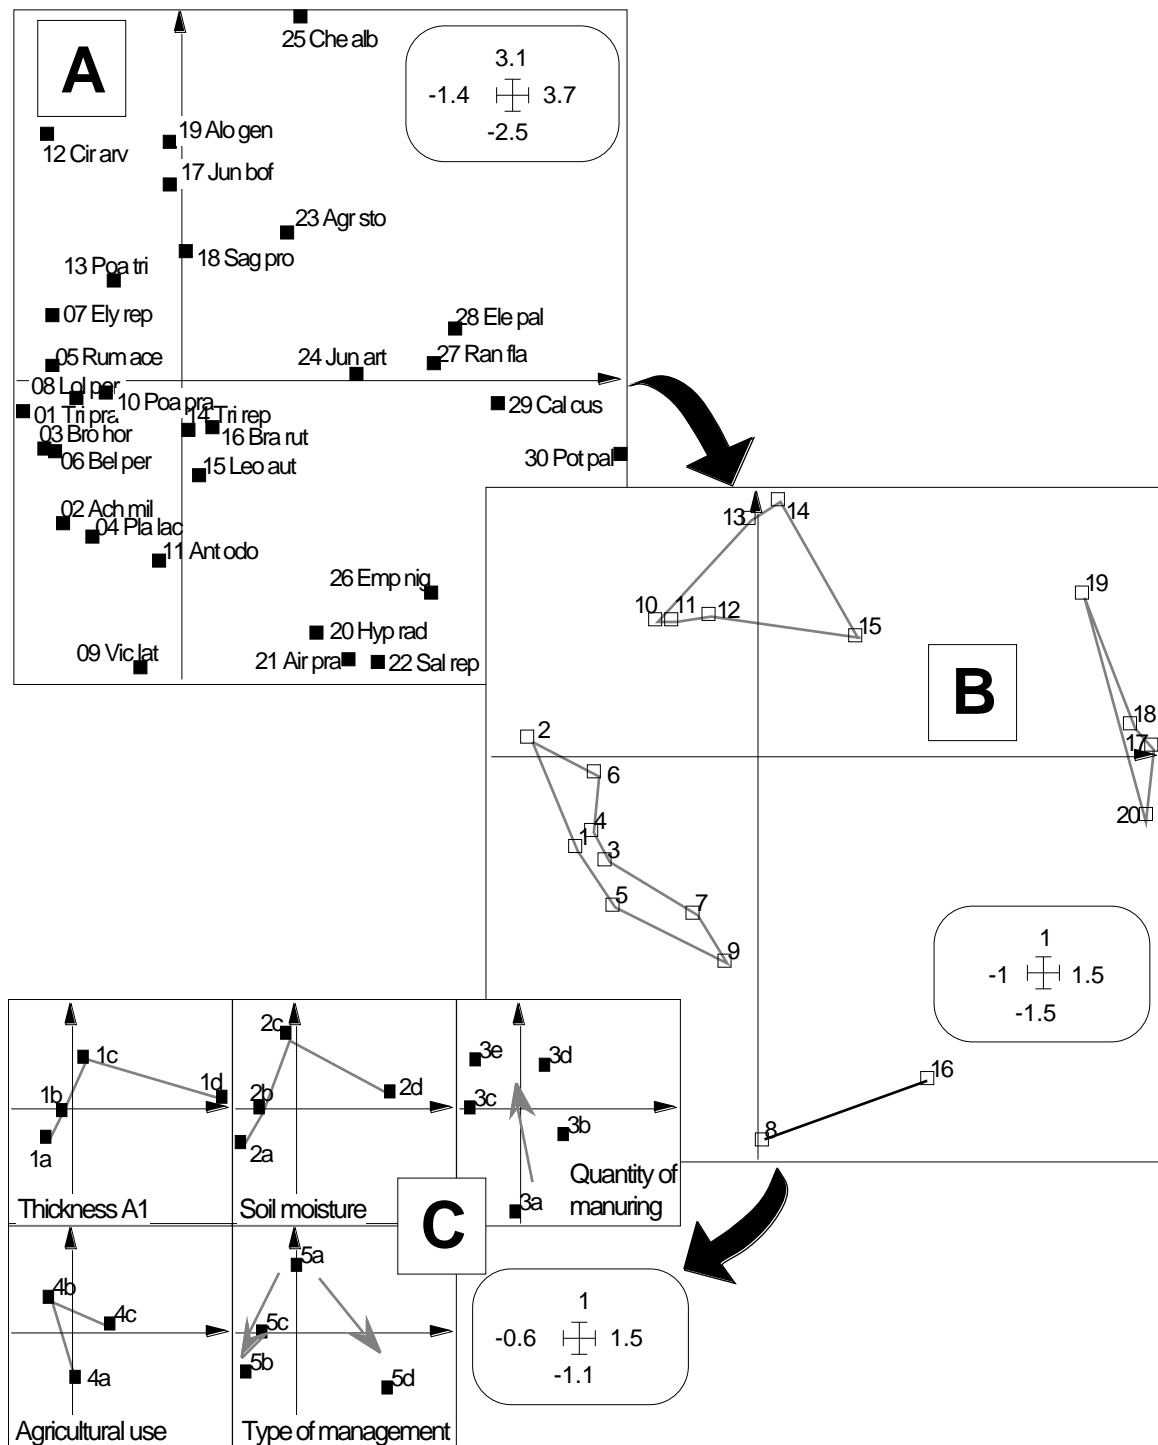 25 Che alb
A
3.1
-1.4
3.7
-2.5
19 Alo gen
12 Cir arv
17 Jun bof
23 Agr sto
18 Sag pro
13 Poa tri
07 Ely rep
28 Ele pal
27 Ran fla
24 Jun art
05 Rum ace
08 Lol per
10 Poa pra
29 Cal cus
01 Tri pra
14 Tri rep
16 Bra rut
03 Bro hor
06 Bel per
15 Leo aut
30 Pot pal
02 Ach mil
04 Pla lac
11 Ant odo
26 Emp nig
20 Hyp rad
09 Vic lat
21 Air pra
22 Sal rep
13
14
10
11
12
15
19
B
2
18
17
6
4
1
3
20
5
7
9
1
-1
1.5
-1.5
16
8
1c
1d
1b
1a
Thickness A1
2c
2d
2b
2a
Soil moisture
3e
3d
3c
3b
3a
Quantity of
manuring
C
4b
4c
4a
Agricultural use
5a
5c
5b
5d
Type of management
1
-0.6
1.5
-1.1